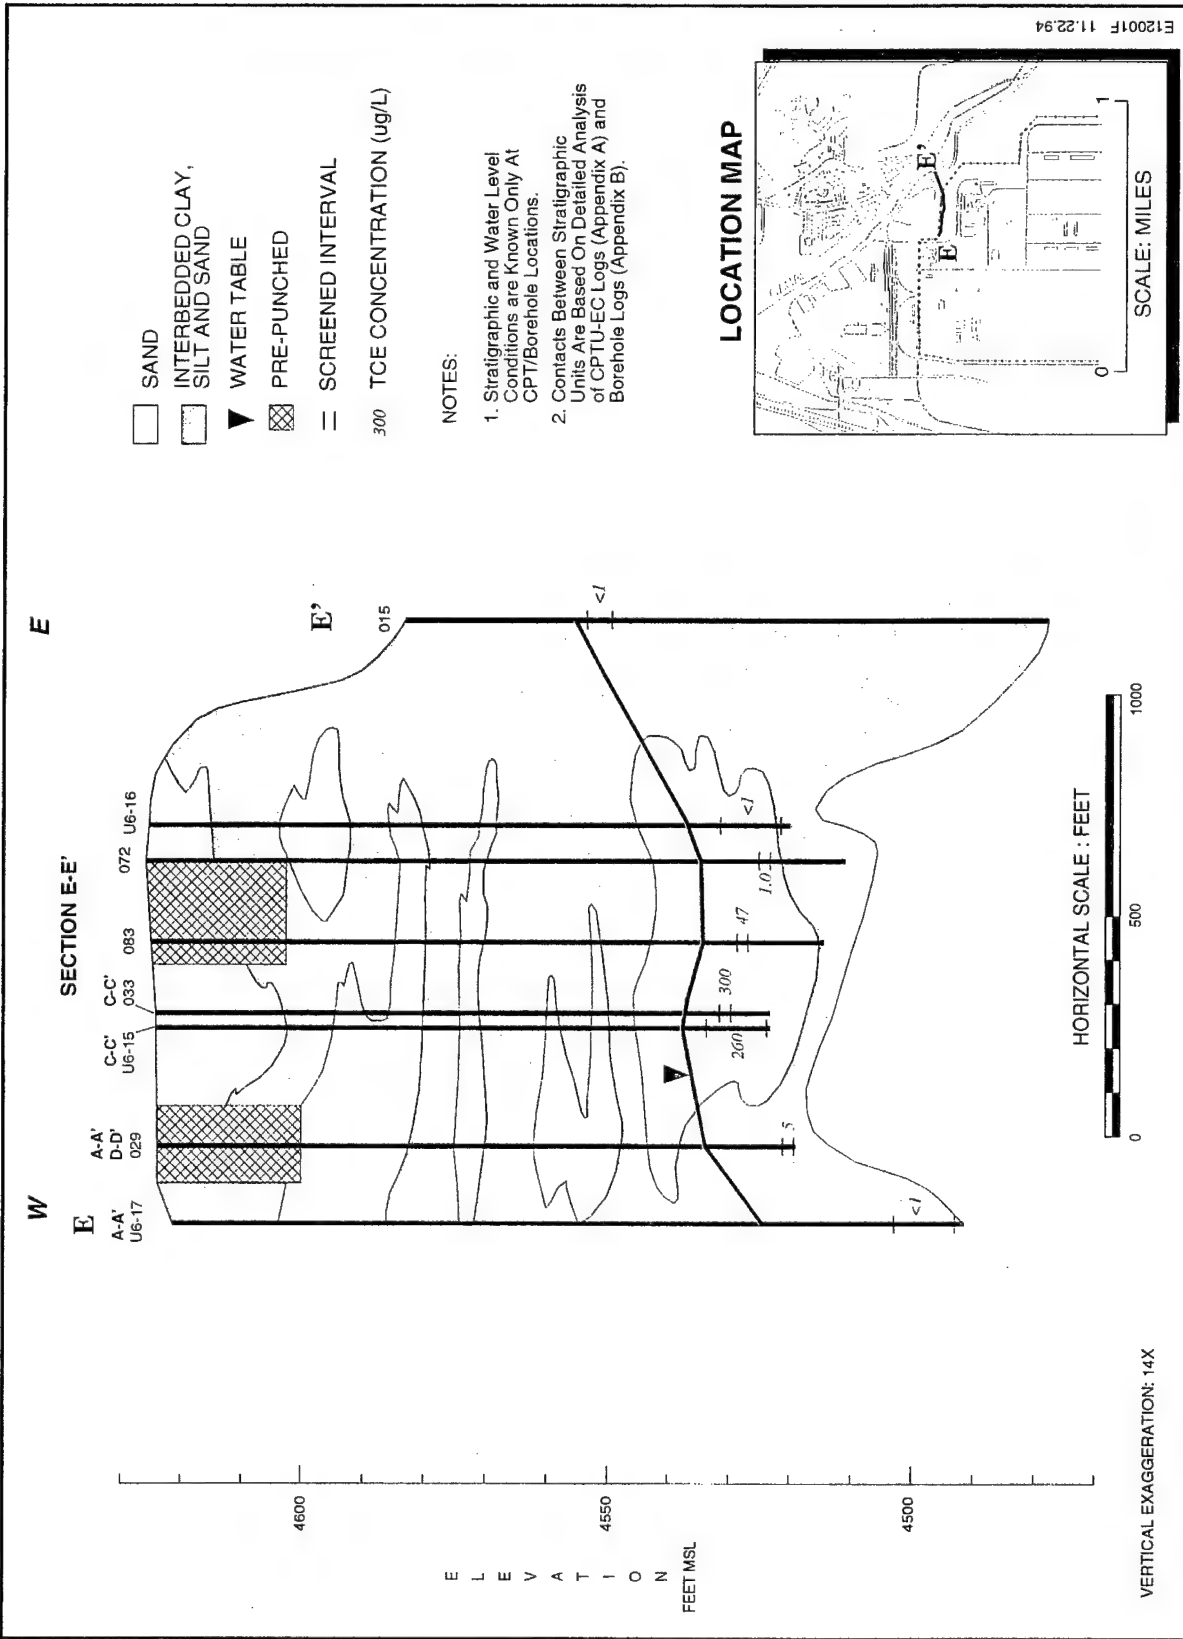 W
E
SECTION E-E'
E
E'
A-A'
U6-17
A-A'
D-D'
029
C-C'
U6-15
C-C'
033
083
072
U6-16
015
4600
4550
4500
ELEVATION
FEET MSL
<1
5
260
300
47
1.0
<1
<1
HORIZONTAL SCALE : FEET
0
500
1000
VERTICAL EXAGGERATION: 14X
SAND
INTERBEDDED CLAY,
SILT AND SAND
WATER TABLE
PRE-PUNCHED
SCREENED INTERVAL
300 TCE CONCENTRATION (ug/L)
NOTES:
1. Stratigraphic and Water Level
Conditions are Known Only At
CPT/Borehole Locations.
2. Contacts Between Stratigraphic
Units Are Based On Detailed Analysis
of CPTU-EC Logs (Appendix A) and
Borehole Logs (Appendix B).
LOCATION MAP
E
E'
0
1
SCALE: MILES
E12001F 11.22.94